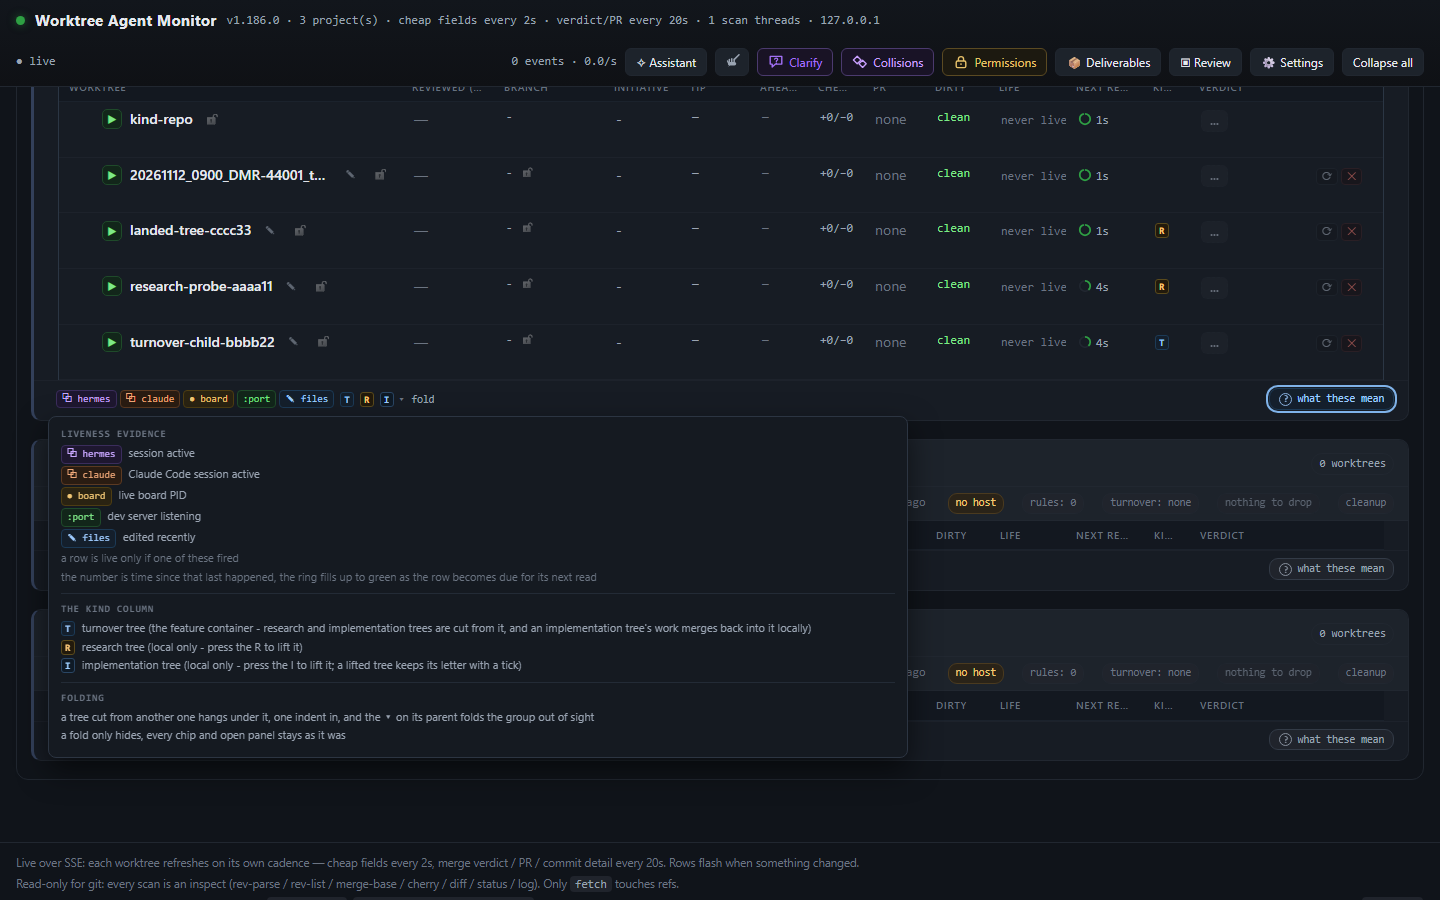 Worktree Agent Monitor v1.186.0 · 3 project(s) · cheap fields every 2s · verdict/PR every 20s · 1 scan threads · 127.0.0.1
live 0 events · 0.0/s Assistant Clarify Collisions Permissions Deliverables Review Settings Collapse all
WORKTREE REVIEWED (... BRANCH INITIATIVE TIP AHEA... CHE... PR DIRTY LIFE NEXT RE... KI... VERDICT
kind-repo — - - — — +0/−0 none clean never live 1s ...
20261112_0900_DMR-44001_t... — - - — — +0/−0 none clean never live 1s ...
landed-tree-cccc33 — - - — — +0/−0 none clean never live 1s R ...
research-probe-aaaa11 — - - — — +0/−0 none clean never live 4s R ...
turnover-child-bbbb22 — - - — — +0/−0 none clean never live 4s T ...
hermes claude board :port files T R I fold ? what these mean
LIVENESS EVIDENCE
hermes session active
claude Claude Code session active
board live board PID
:port dev server listening
files edited recently
a row is live only if one of these fired
the number is time since that last happened, the ring fills up to green as the row becomes due for its next read
THE KIND COLUMN
T turnover tree (the feature container - research and implementation trees are cut from it, and an implementation tree's work merges back into it locally)
R research tree (local only - press the R to lift it)
I implementation tree (local only - press the I to lift it; a lifted tree keeps its letter with a tick)
FOLDING
a tree cut from another one hangs under it, one indent in, and the ▾ on its parent folds the group out of sight
a fold only hides, every chip and open panel stays as it was
0 worktrees
ago no host rules: 0 turnover: none nothing to drop cleanup
DIRTY LIFE NEXT RE... KI... VERDICT
? what these mean
0 worktrees
ago no host rules: 0 turnover: none nothing to drop cleanup
DIRTY LIFE NEXT RE... KI... VERDICT
? what these mean
Live over SSE: each worktree refreshes on its own cadence — cheap fields every 2s, merge verdict / PR / commit detail every 20s. Rows flash when something changed.
Read-only for git: every scan is an inspect (rev-parse / rev-list / merge-base / cherry / diff / status / log). Only fetch touches refs.